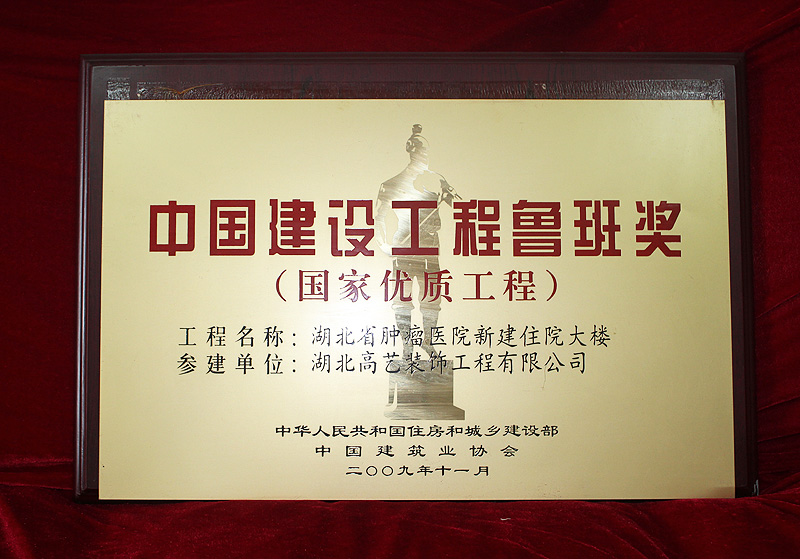 中国建设工程鲁班奖
（国家优质工程）
工程名称：湖北省肿瘤医院新建住院大楼
参建单位：湖北高艺装饰工程有限公司
中华人民共和国住房和城乡建设部
中国建筑业协会
二〇〇九年十一月